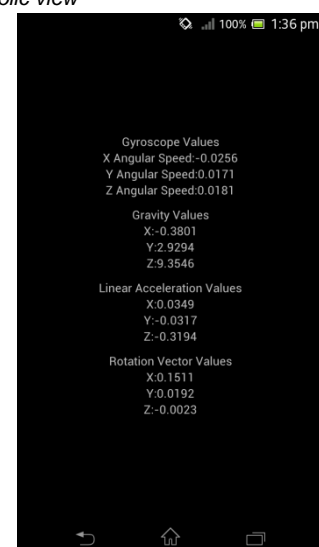 100% 1:36 pm
Gyroscope Values
X Angular Speed:-0.0256
Y Angular Speed:0.0171
Z Angular Speed:0.0181
Gravity Values
X:-0.3801
Y:2.9294
Z:9.3546
Linear Acceleration Values
X:0.0349
Y:-0.0317
Z:-0.3194
Rotation Vector Values
X:0.1511
Y:0.0192
Z:-0.0023